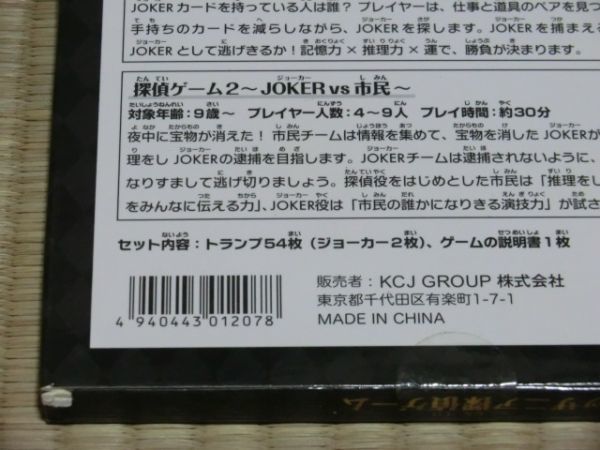 JOKERカードを持っている人は誰？プレイヤーは、仕事と道具のペアを見つ
手持ちのカードを減らしながら、JOKERを探します。JOKERを捕まえる
JOKERとして逃げきるか！記憶力×推理力×運で、勝負が決まります。
探偵ゲーム2～JOKER vs 市民～
対象年齢：9歳～　プレイヤー人数：4～9人　プレイ時間：約30分
夜中に宝物が消えた！市民チームは情報を集めて、宝物を消したJOKERが
理をしJOKERの逮捕を目指します。JOKERチームは逮捕されないように、
なりすまして逃げ切りましょう。探偵役をはじめとした市民は「推理をし
をみんなに伝える力」、JOKER役は「市民の誰かになりきる演技力」が試さ
セット内容：トランプ54枚（ジョーカー2枚）、ゲームの説明書1枚
販売者：KCJ GROUP 株式会社
東京都千代田区有楽町1-7-1
MADE IN CHINA
4 940443 012078
ッザニア探偵ゲーム